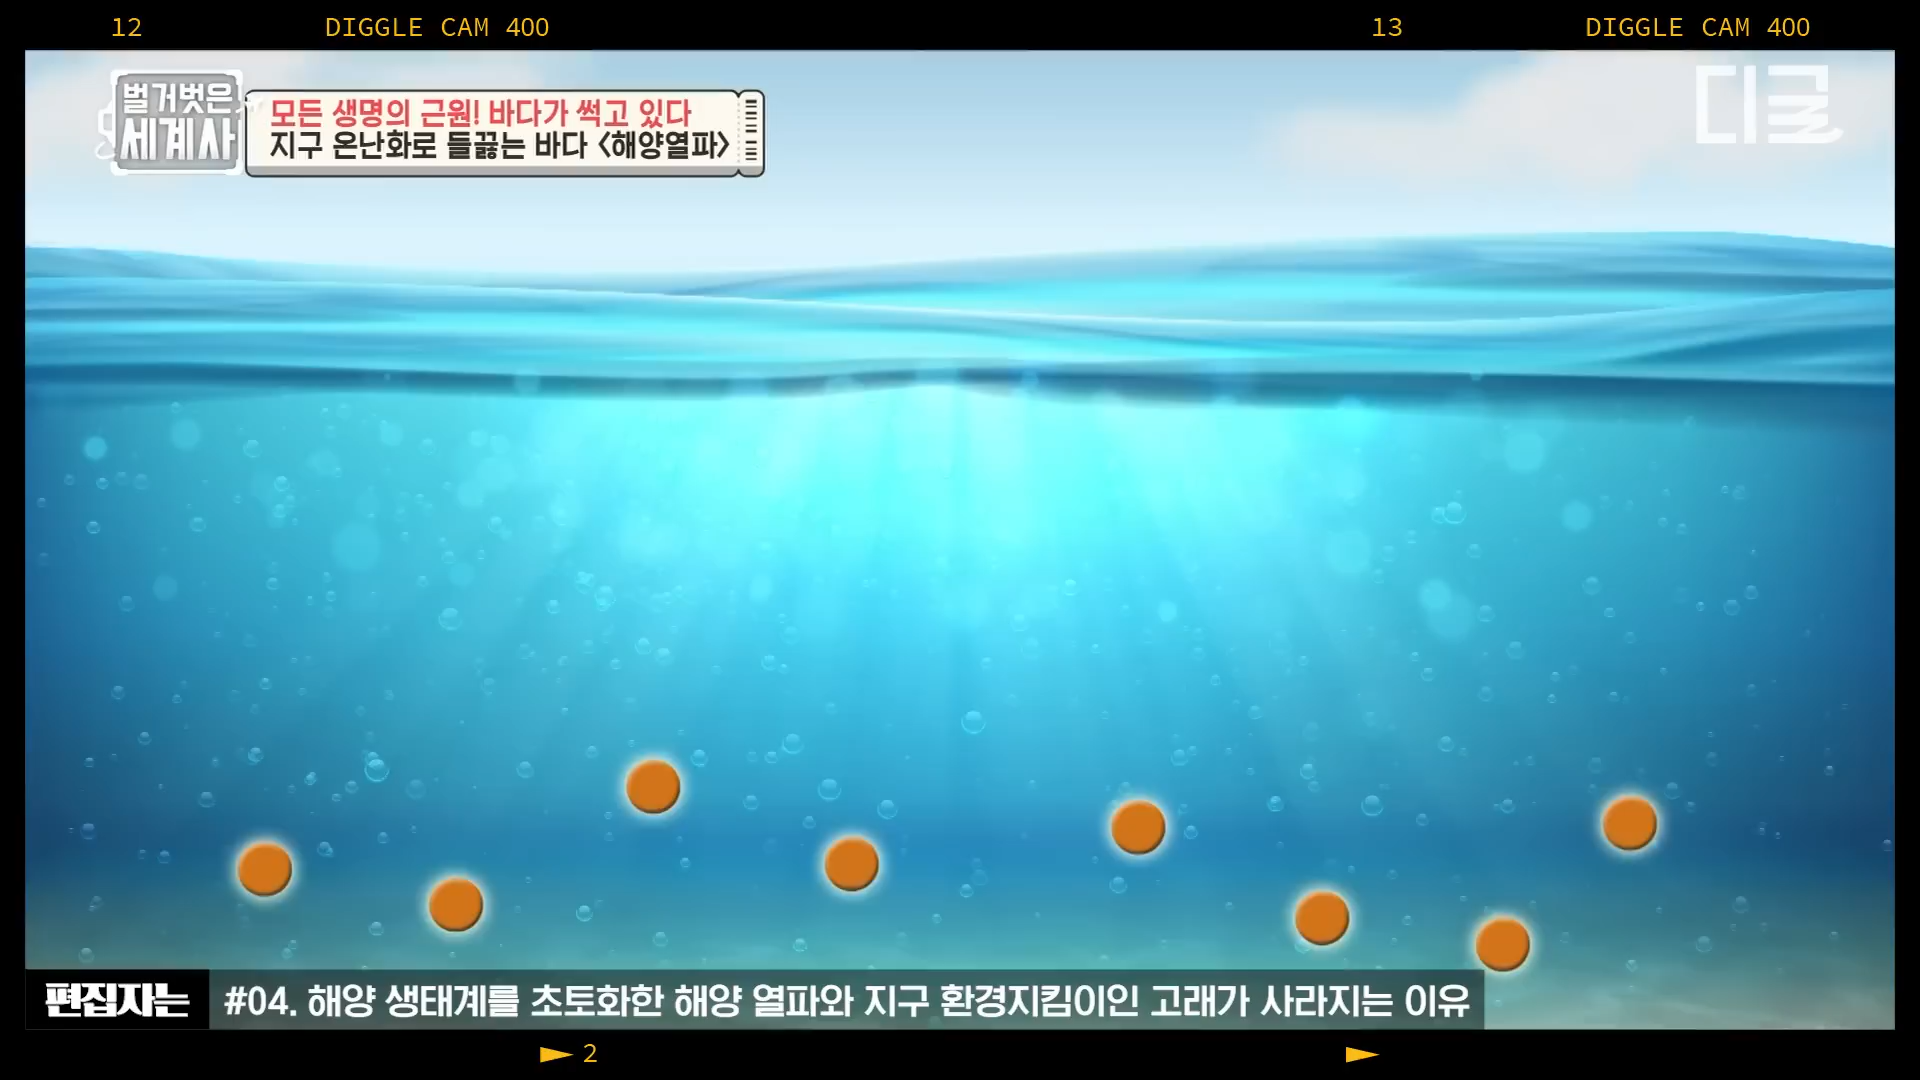 12
DIGGLE CAM 400
13
DIGGLE CAM 400
벌거벗은
세계사
모든 생명의 근원! 바다가 썩고 있다
지구 온난화로 들끓는 바다 <해양열파>
디글
편집자는
#04. 해양 생태계를 초토화한 해양 열파와 지구 환경지킴이인 고래가 사라지는 이유
2